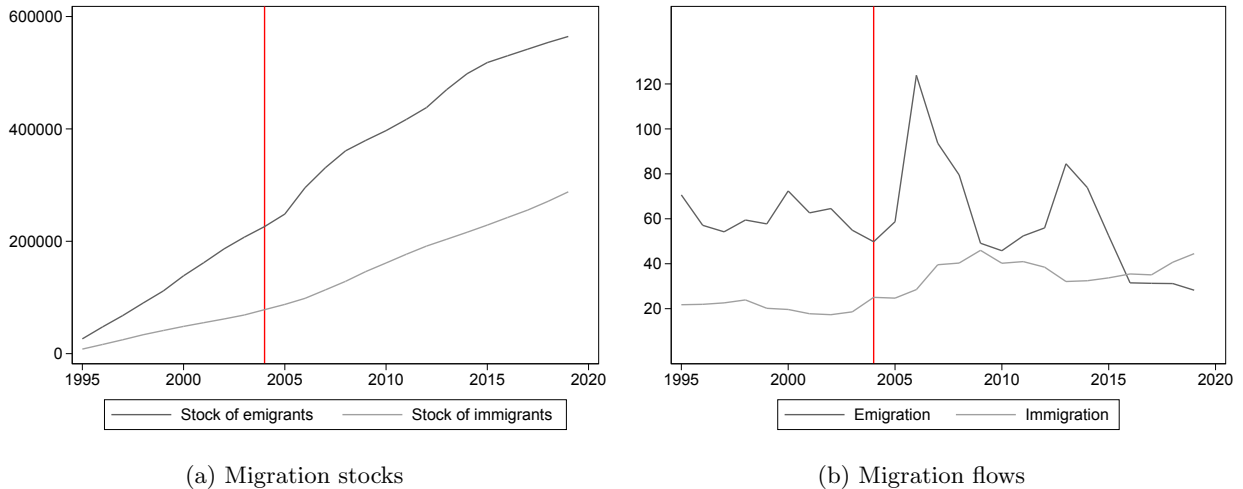 600000
400000
200000
0
1995 2000 2005 2010 2015 2020
Stock of emigrants Stock of immigrants
(a) Migration stocks
120
100
80
60
40
20
1995 2000 2005 2010 2015 2020
Emigration Immigration
(b) Migration flows